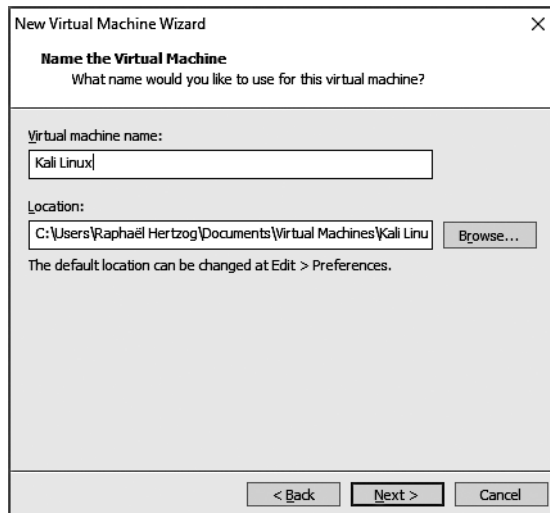 New Virtual Machine Wizard
Name the Virtual Machine
What name would you like to use for this virtual machine?
Virtual machine name:
Kali Linux
Location:
C:\Users\Raphaël Hertzog\Documents\Virtual Machines\Kali Linu
Browse...
The default location can be changed at Edit > Preferences.
< Back Next > Cancel